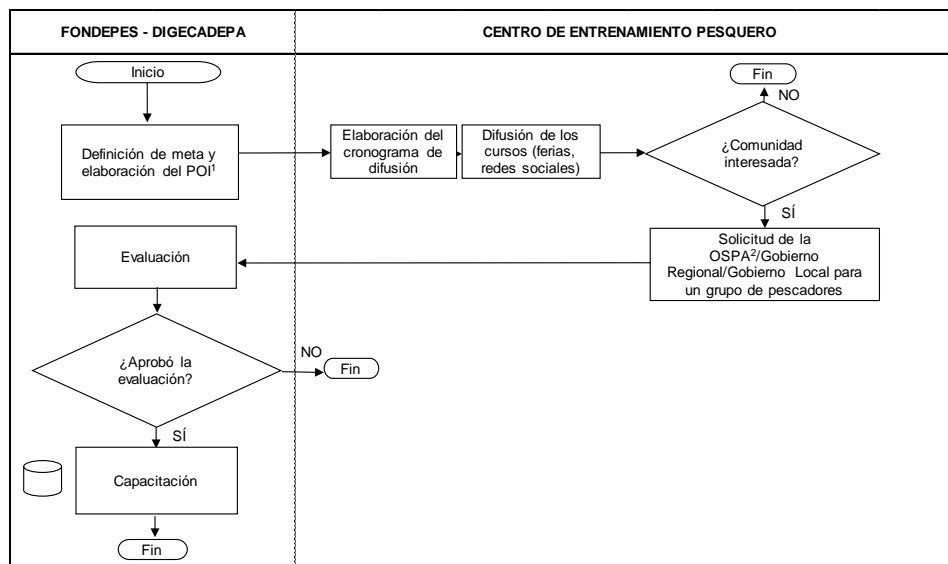 FONDEPES - DIGECADEPA
CENTRO DE ENTRENAMIENTO PESQUERO
Inicio
Fin
NO
Definición de meta y
elaboración del POI¹
Elaboración del
cronograma de
difusión
Difusión de los
cursos (ferias,
redes sociales)
¿Comunidad
interesada?
SÍ
Solicitud de la
OSPA²/Gobierno
Regional/Gobierno Local para
un grupo de pescadores
Evaluación
¿Aprobó la
evaluación?
NO
Fin
SÍ
Capacitación
Fin